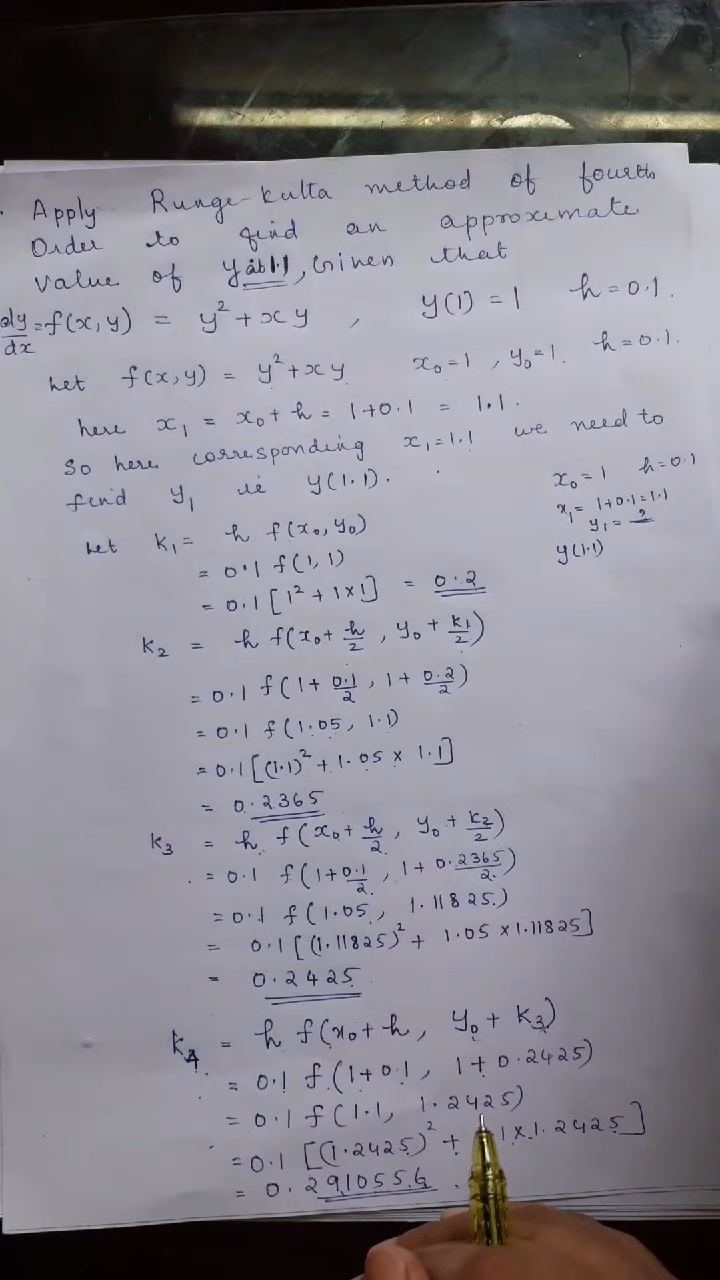 Apply Runge-kutta method of fourth
Order to find an approximate
value of y at 1.1, Given that
dy/dx = f(x, y) = y² + xy , y(1) = 1 h = 0.1.
Let f(x, y) = y² + xy x₀ = 1 , y₀ = 1. h = 0.1.
here x₁ = x₀ + h = 1 + 0.1 = 1.1.
So here corresponding x₁ = 1.1 we need to
find y₁ ie y(1.1).
x₀ = 1 h = 0.1
x₁ = 1 + 0.1 = 1.1
y₁ = ?
y(1.1)
Let K₁ = h f(x₀, y₀)
= 0.1 f(1, 1)
= 0.1 [1² + 1 × 1] = 0.2
K₂ = h f(x₀ + h/2 , y₀ + K₁/2)
= 0.1 f(1 + 0.1/2 , 1 + 0.2/2)
= 0.1 f(1.05, 1.1)
= 0.1 [(1.1)² + 1.05 × 1.1]
= 0.2365
K₃ = h f(x₀ + h/2 , y₀ + K₂/2)
= 0.1 f(1 + 0.1/2 , 1 + 0.2365/2)
= 0.1 f(1.05, 1.11825)
= 0.1 [(1.11825)² + 1.05 × 1.11825]
= 0.2425
K₄ = h f(x₀ + h, y₀ + K₃)
= 0.1 f(1 + 0.1, 1 + 0.2425)
= 0.1 f(1.1, 1.2425)
= 0.1 [(1.2425)² + 1 × 1.2425]
= 0.291055